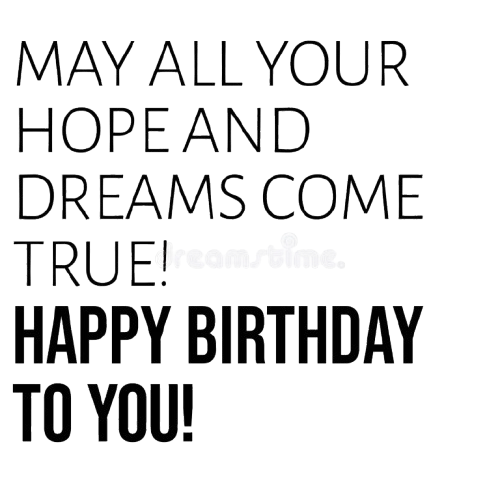 MAY ALL YOUR
HOPE AND
DREAMS COME
TRUE!
dreamstime.
HAPPY BIRTHDAY
TO YOU!